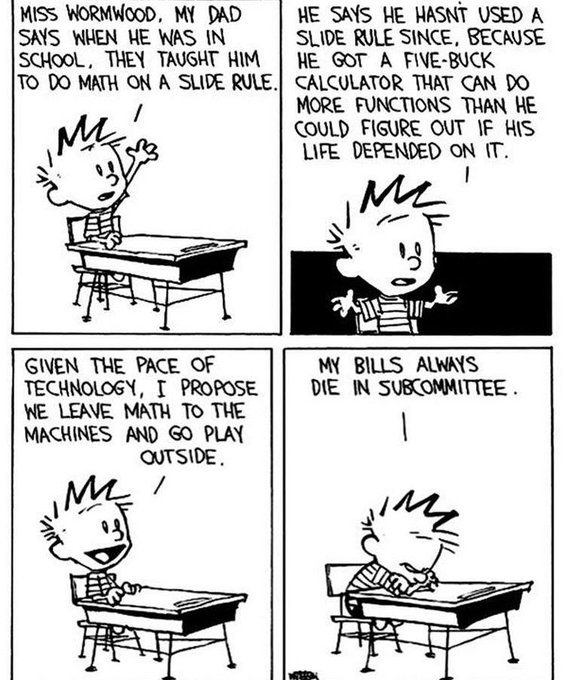 MISS WORMWOOD, MY DAD
SAYS WHEN HE WAS IN
SCHOOL, THEY TAUGHT HIM
TO DO MATH ON A SLIDE RULE.
HE SAYS HE HASN'T USED A
SLIDE RULE SINCE, BECAUSE
HE GOT A FIVE-BUCK
CALCULATOR THAT CAN DO
MORE FUNCTIONS THAN HE
COULD FIGURE OUT IF HIS
LIFE DEPENDED ON IT.
GIVEN THE PACE OF
TECHNOLOGY, I PROPOSE
WE LEAVE MATH TO THE
MACHINES AND GO PLAY
OUTSIDE.
MY BILLS ALWAYS
DIE IN SUBCOMMITTEE.